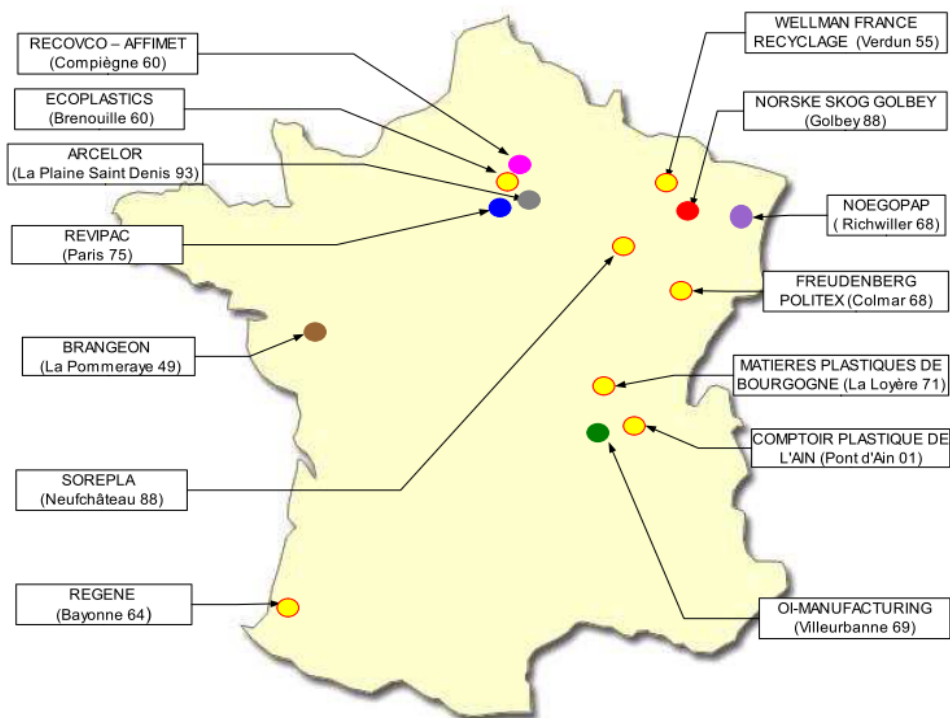 RECOVCO – AFFIMET
(Compiègne 60)
ECOPLASTICS
(Brenouille 60)
ARCELOR
(La Plaine Saint Denis 93)
REVIPAC
(Paris 75)
BRANGEON
(La Pommeraye 49)
SOREPLA
(Neufchâteau 88)
REGENE
(Bayonne 64)
WELLMAN FRANCE
RECYCLAGE (Verdun 55)
NORSKE SKOG GOLBEY
(Golbey 88)
NOEGOPAP
( Richwiller 68)
FREUDENBERG
POLITEX (Colmar 68)
MATIERES PLASTIQUES DE
BOURGOGNE (La Loyère 71)
COMPTOIR PLASTIQUE DE
L'AIN (Pont d'Ain 01)
OI-MANUFACTURING
(Villeurbanne 69)